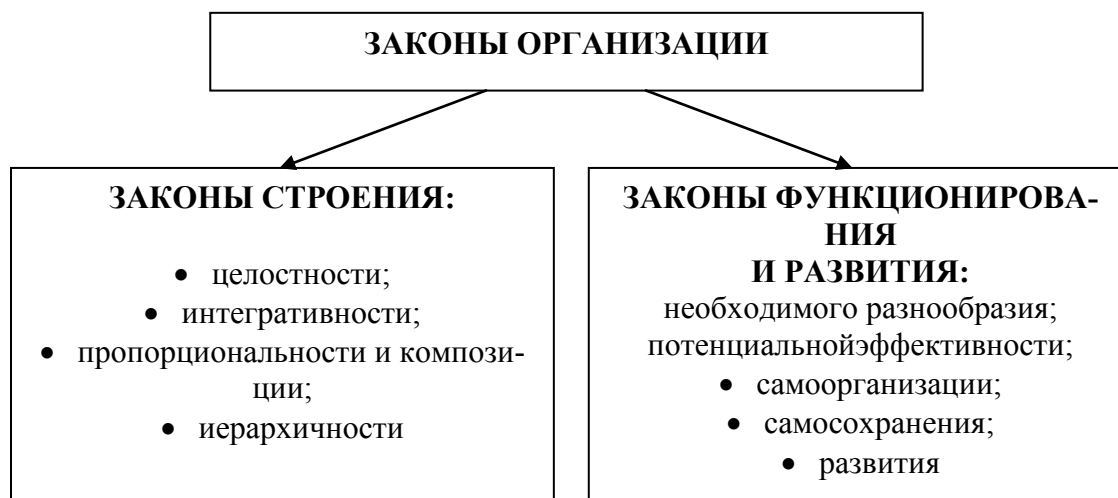 ЗАКОНЫ ОРГАНИЗАЦИИ
ЗАКОНЫ СТРОЕНИЯ:
• целостности;
• интегративности;
• пропорциональности и компози-
ции;
• иерархичности
ЗАКОНЫ ФУНКЦИОНИРОВА-
НИЯ
И РАЗВИТИЯ:
необходимого разнообразия;
потенциальнойэффективности;
• самоорганизации;
• самосохранения;
• развития